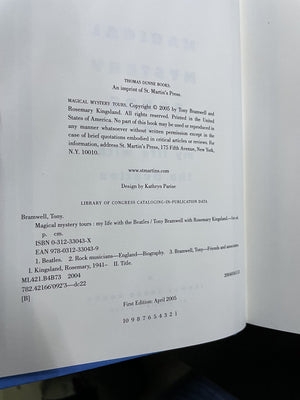 THOMAS DUNNE BOOKS.
An imprint of St. Martin's Press.
MAGICAL MYSTERY TOURS. Copyright © 2005 by Tony Bramwell and
Rosemary Kingsland. All rights reserved. Printed in the United
States of America. No part of this book may be used or reproduced in
any manner whatsoever without written permission except in the
case of brief quotations embodied in critical articles or reviews. For
information, address St. Martin's Press, 175 Fifth Avenue, New York,
N.Y. 10010.
www.stmartins.com
Design by Kathryn Parise
LIBRARY OF CONGRESS CATALOGING-IN-PUBLICATION DATA
Bramwell, Tony.
Magical mystery tours : my life with the Beatles / Tony Bramwell with Rosemary Kingsland.—1st ed.
p. cm.
ISBN 0-312-33043-X
EAN 978-0312-33043-9
1. Beatles. 2. Rock musicians—England—Biography. 3. Bramwell, Tony—Friends and associates.
I. Kingsland, Rosemary, 1941– II. Title.
ML421.B4B73 2004
782.42166'092'3—dc22
[B]
First Edition: April 2005
10 9 8 7 6 5 4 3 2 1